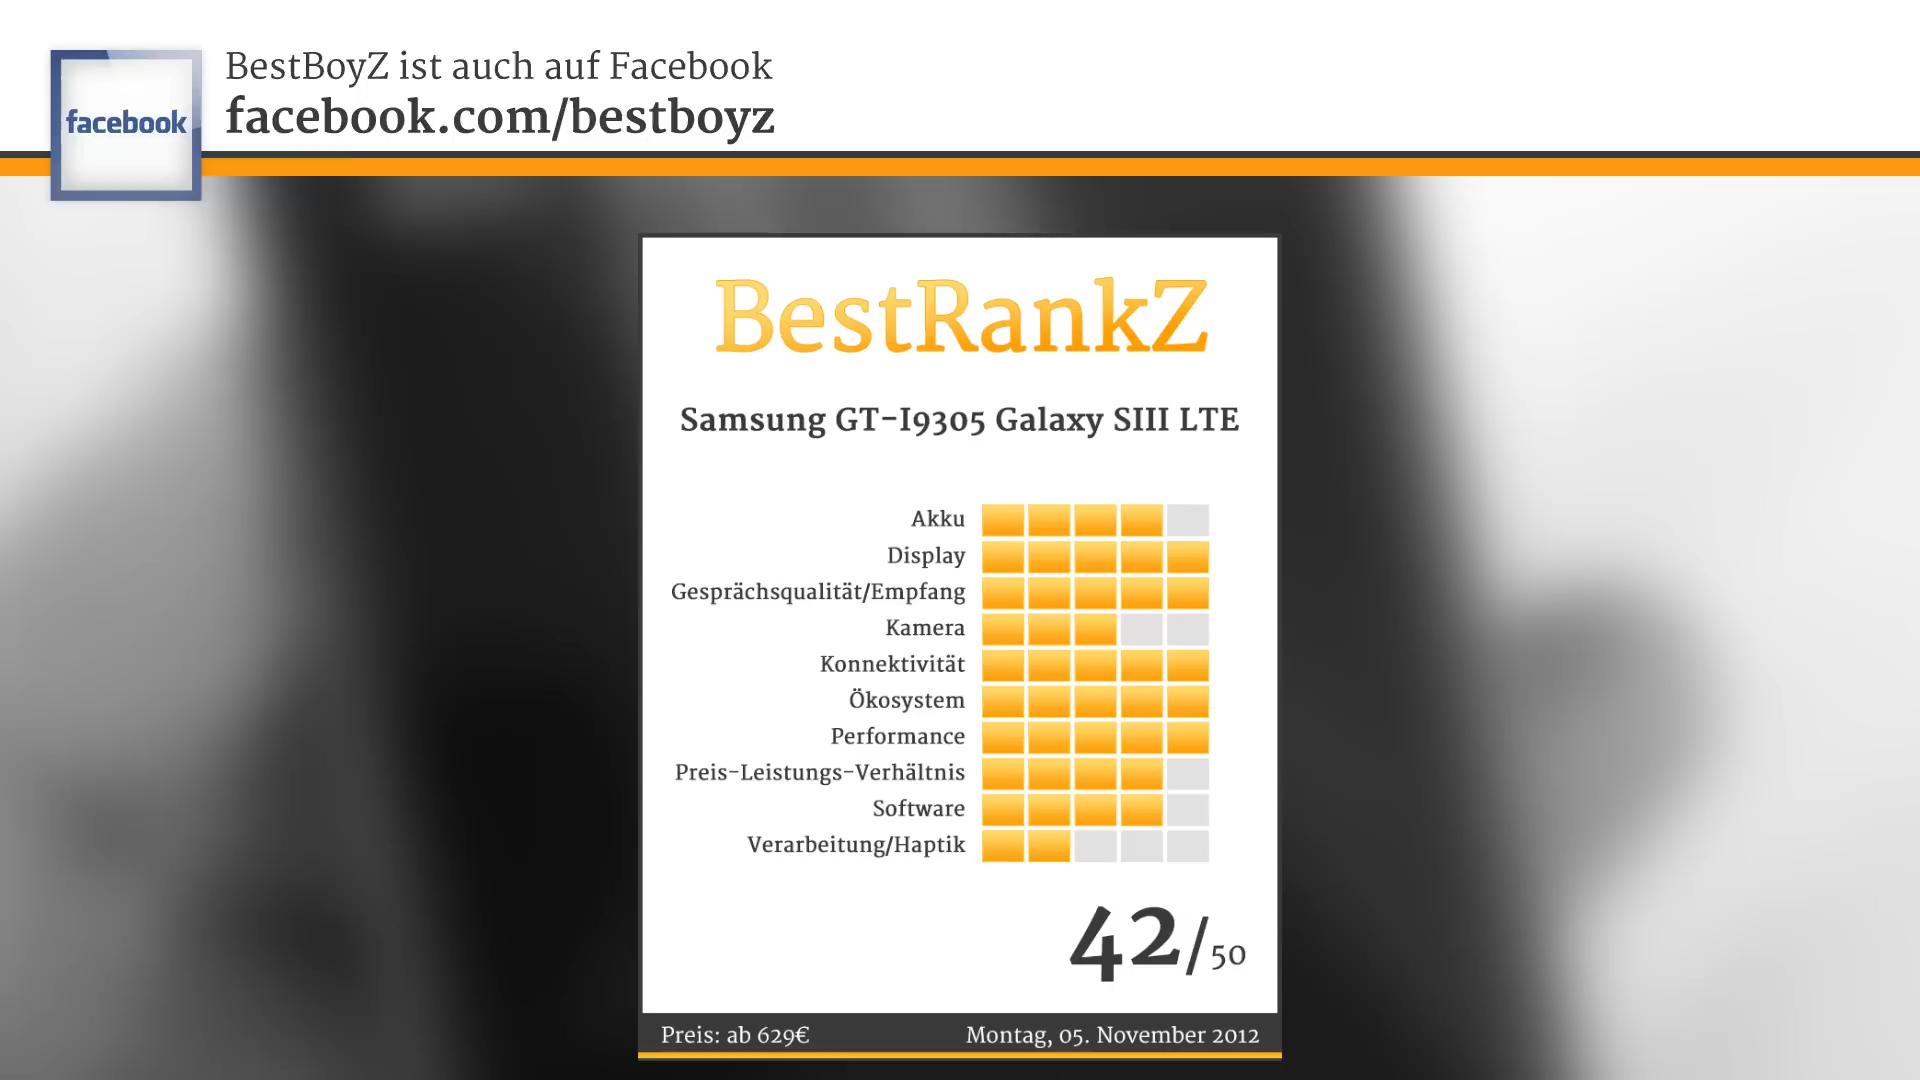 BestBoyZ ist auch auf Facebook
facebook
facebook.com/bestboyz
BestRankZ
Samsung GT-I9305 Galaxy SIII LTE
Akku
Display
Gesprächsqualität/Empfang
Kamera
Konnektivität
Ökosystem
Performance
Preis-Leistungs-Verhältnis
Software
Verarbeitung/Haptik
42/50
Preis: ab 629€ Montag, 05. November 2012